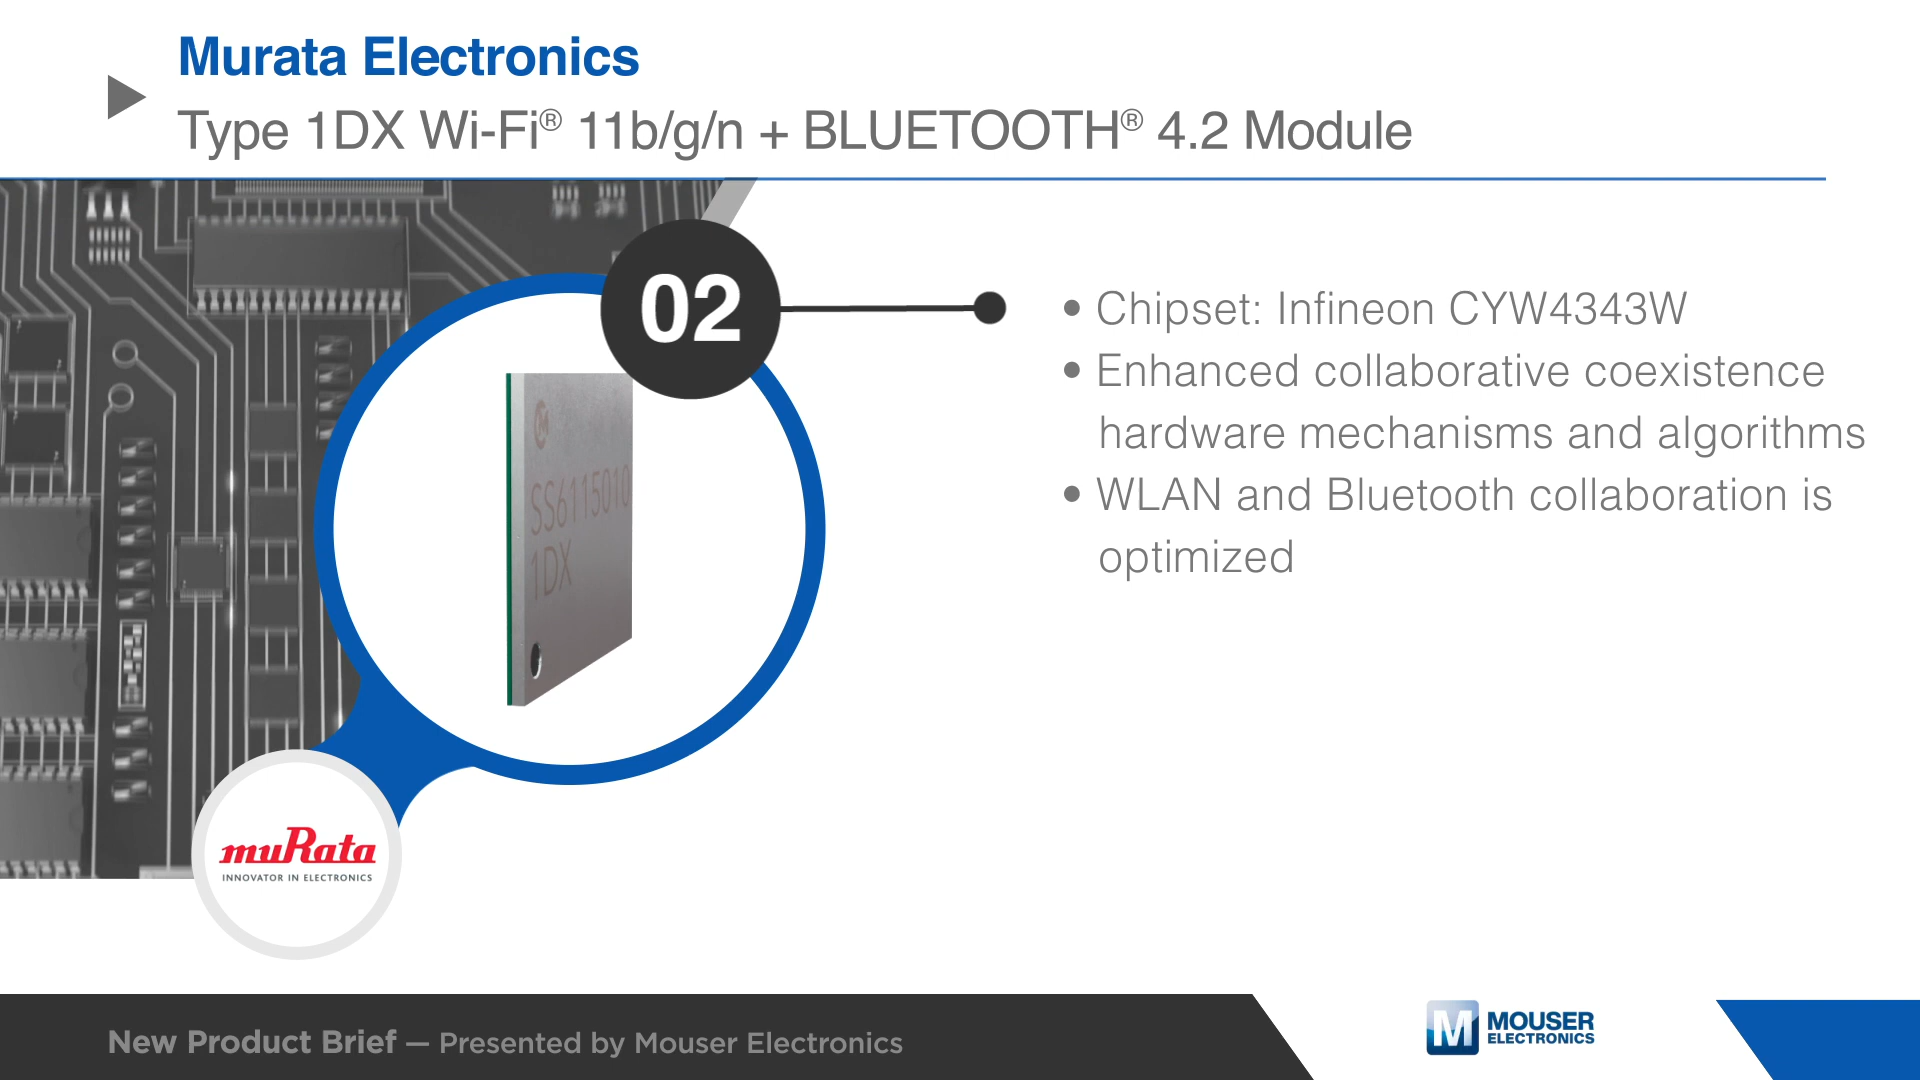 Murata Electronics
Type 1DX Wi-Fi® 11b/g/n + BLUETOOTH® 4.2 Module
02
• Chipset: Infineon CYW4343W
• Enhanced collaborative coexistence
hardware mechanisms and algorithms
• WLAN and Bluetooth collaboration is
optimized
SS6115010
1DX
muRata
INNOVATOR IN ELECTRONICS
New Product Brief — Presented by Mouser Electronics
M
MOUSER
ELECTRONICS